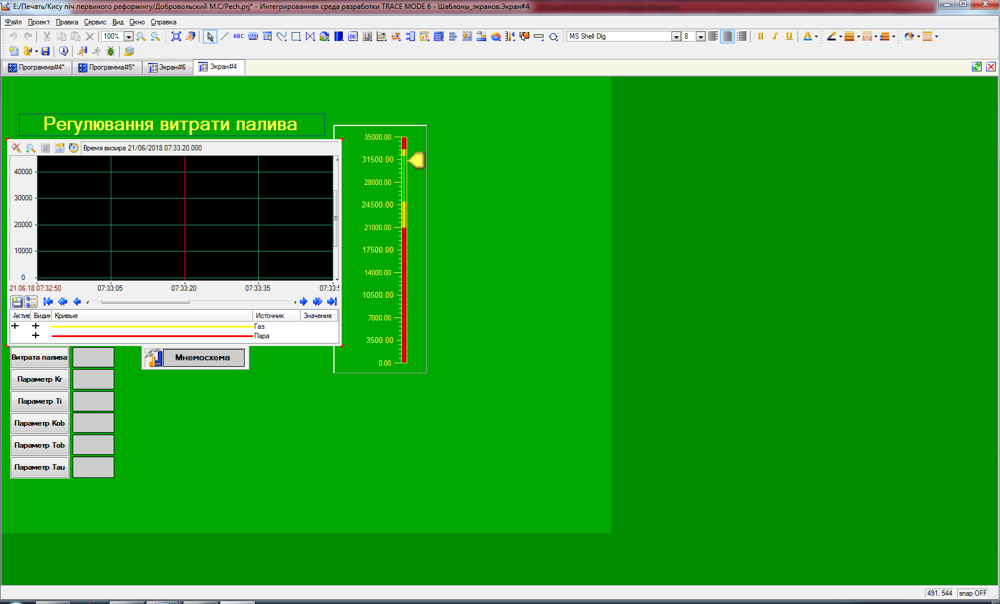 E:/Печать/Кису піч первиного реформінгу/Добровольский М.С/Pech.prj* - Интегрированная среда разработки TRACE MODE 6 - Шаблоны_экранов.Экран#4
Файл Проект Правка Сервис Вид Окно Справка
100% ABC OK MS Shell Dlg 8 B I U A
Программа#4* Программа#5* Экран#6 Экран#4
Регулювання витрати палива
Время визира 21/06/2018 07:33:20.000
40000
30000
20000
10000
0
21.06.18 07:32:50 07:33:05 07:33:20 07:33:35 07:33:5
Актив Видим Кривые Источник Значение
Газ
Пара
35000.00
31500.00
28000.00
24500.00
21000.00
17500.00
14000.00
10500.00
7000.00
3500.00
0.00
Витрата палива
Мнемосхема
Параметр Кг
Параметр Ti
Параметр Kob
Параметр Tob
Параметр Tau
491, 544 snap OFF